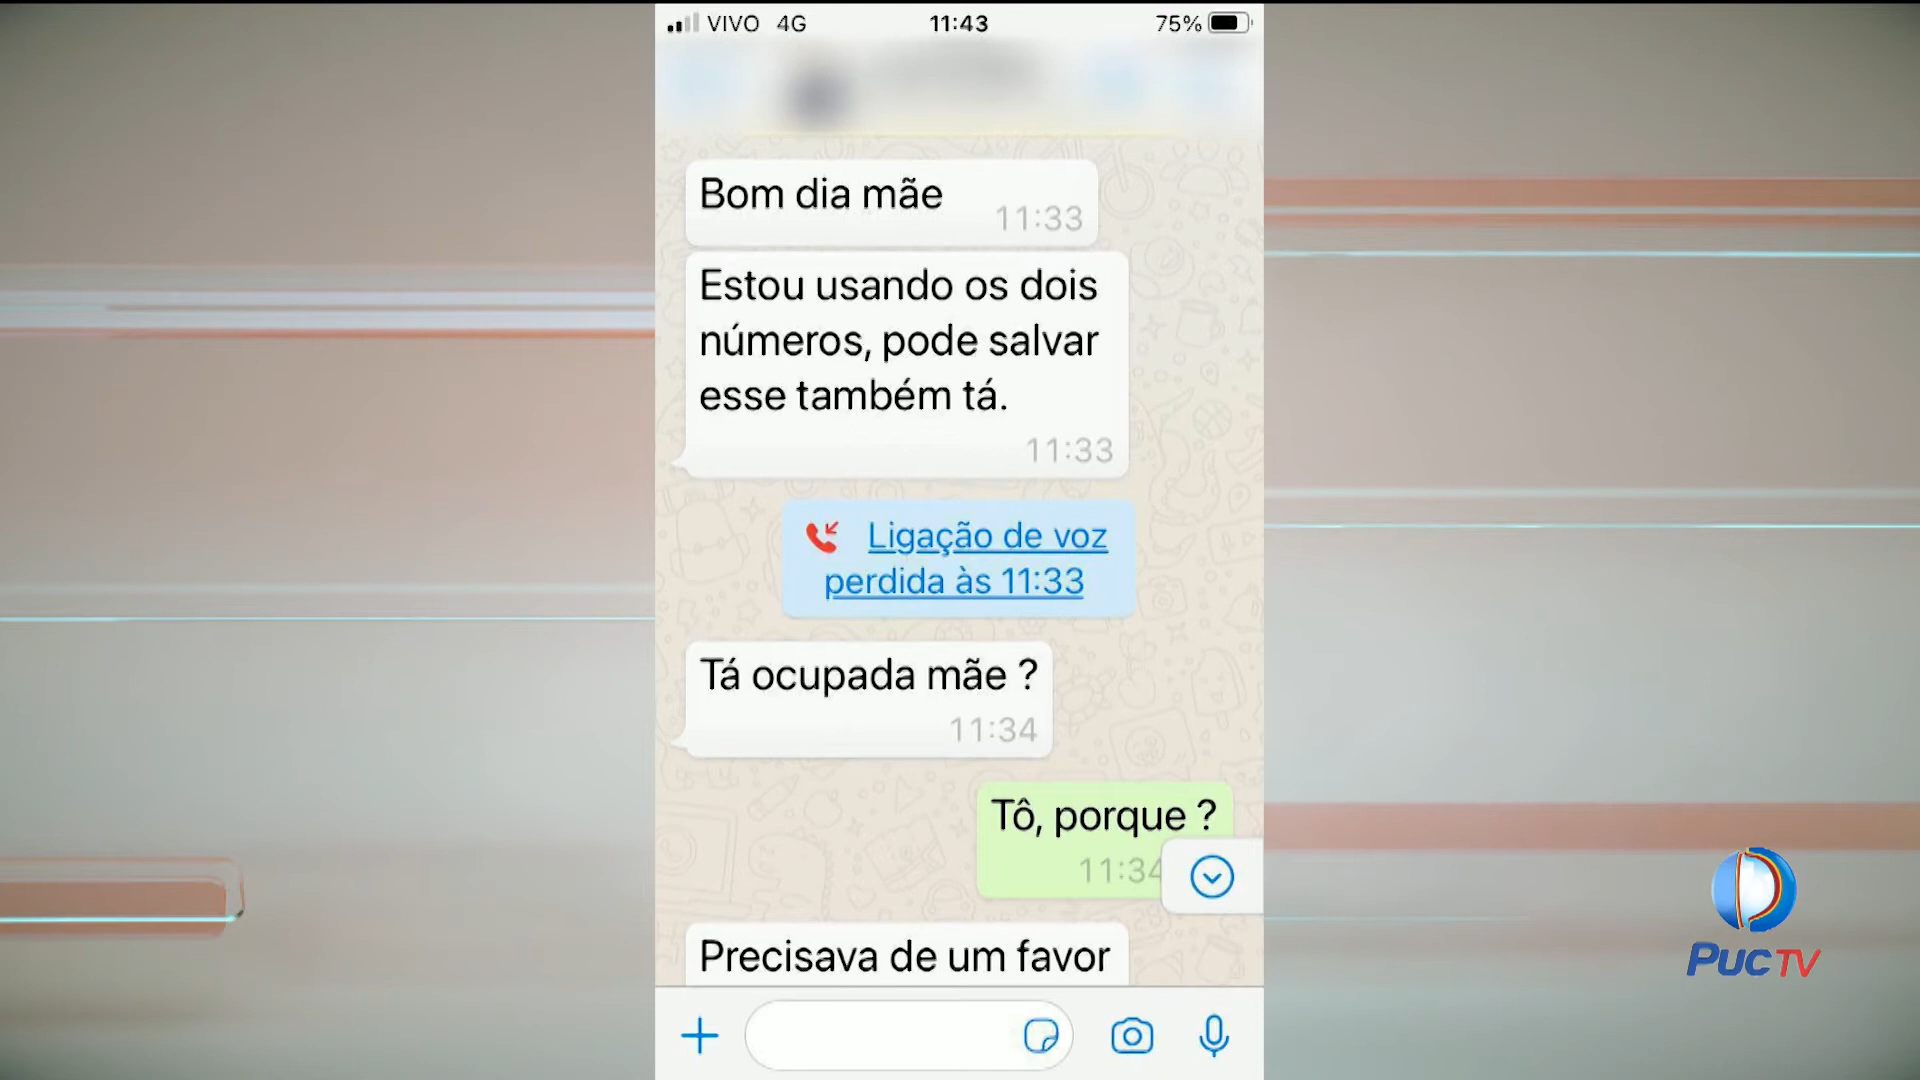 VIVO 4G 11:43 75%
Bom dia mãe
11:33
Estou usando os dois
números, pode salvar
esse também tá.
11:33
Ligação de voz
perdida às 11:33
Tá ocupada mãe ?
11:34
Tô, porque ?
11:34
Precisava de um favor
PUC TV